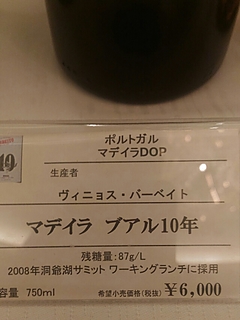 ポルトガル
マデイラDOP
19
生産者
ヴィニョス・バーベイト
マデイラ ブアル10年
残糖量:87g/L
2008年洞爺湖サミット ワーキングランチに採用
容量 750ml
希望小売価格(税抜) ¥6,000